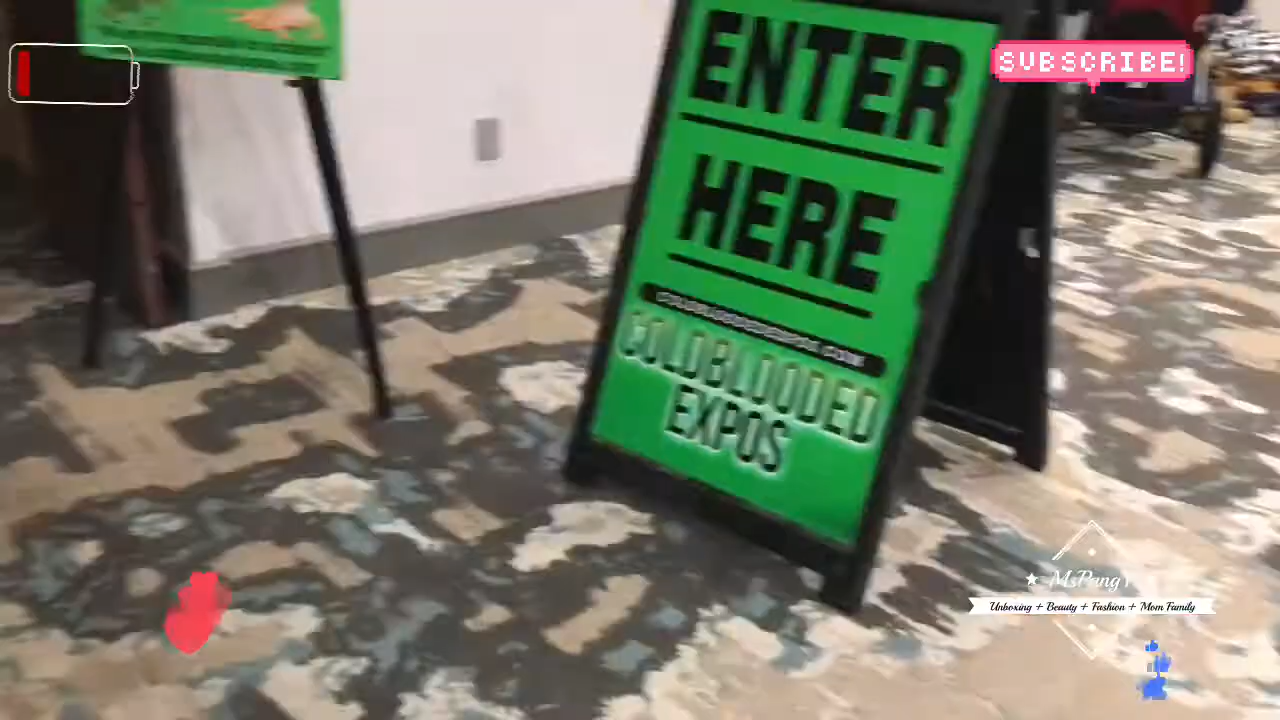 ENTER
HERE
COLDBLOODED
EXPOS
SUBSCRIBE!
Unboxing + Beauty + Fashion + Mom Family